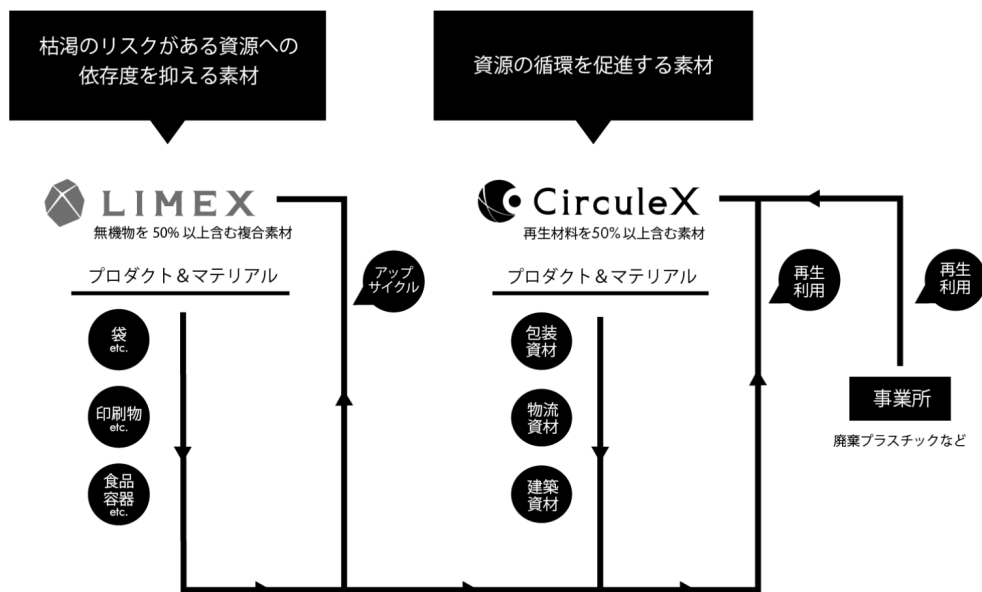 枯渇のリスクがある資源への
依存度を抑える素材
資源の循環を促進する素材
LIMEX
無機物を50%以上含む複合素材
プロダクト&マテリアル
袋
etc.
印刷物
etc.
食品
容器
etc.
アップ
サイクル
CirculeX
再生材料を50%以上含む素材
プロダクト&マテリアル
包装
資材
物流
資材
建築
資材
再生
利用
再生
利用
事業所
廃棄プラスチックなど